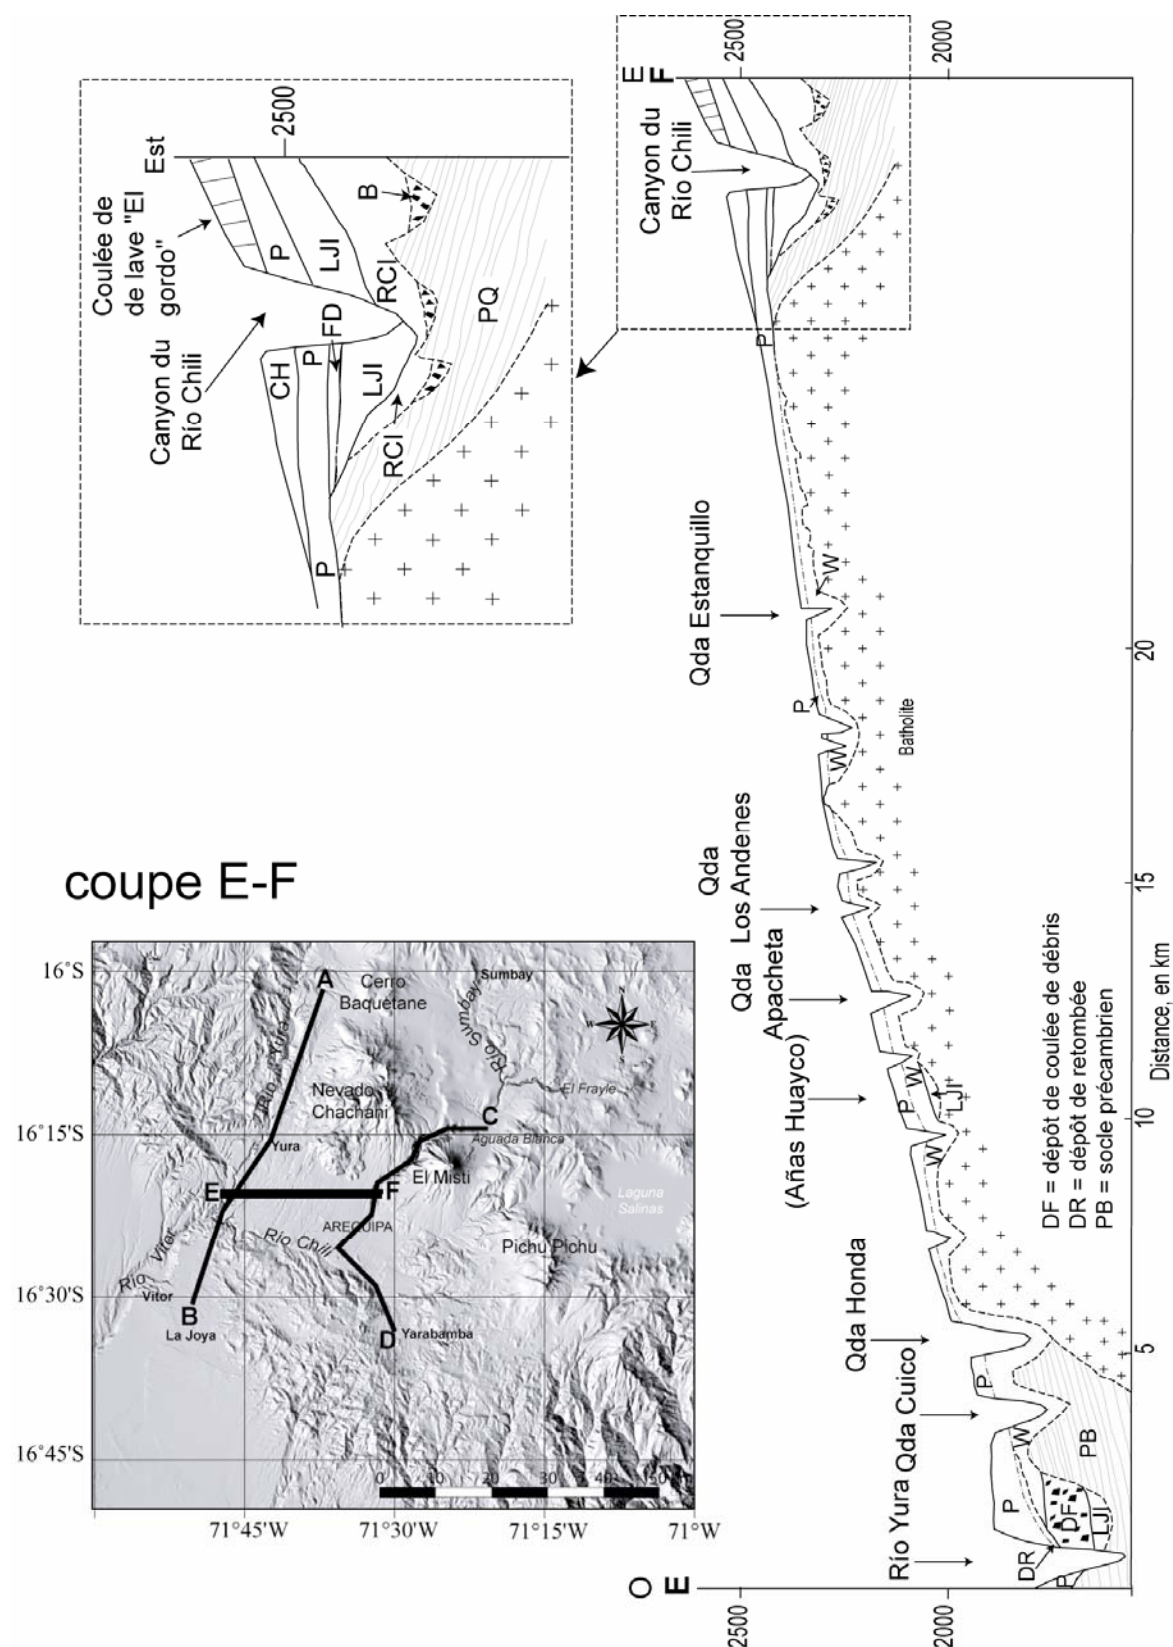 coupe E-F
Coulée de
de lave "El
gordo"
Est
2500
Canyon du
Río Chili
CH
P
FD
P
LJI
LJI
RCI
RCI
B
PQ
P
E
F
2500
2000
Canyon du
Río Chili
P
Qda Estanquillo
W
P
W
Batholite
Qda
Los Andenes
Qda
Apacheta
(Añas Huayco)
P
W
LJI
W
Qda Honda
Qda Cuico
Río Yura
P
W
P
DF
LJI
PB
DR
P
O
E
2500
2000
5
10
15
20
Distance, en km
DF = dépôt de coulée de débris
DR = dépôt de retombée
PB = socle précambrien
16°S
16°15'S
16°30'S
16°45'S
71°45'W
71°30'W
71°15'W
71°W
A
Cerro
Baquetane
Sumbay
Río Sumbay
N
W
E
S
Río Yura
Nevado
Chachani
El Frayle
C
Aguada Blanca
Yura
El Misti
E
F
Laguna
Salinas
AREQUIPA
Río Chili
Pichu Pichu
Río Vitor
Vitor
B
La Joya
D
Yarabamba
0 10 20 30 40 50